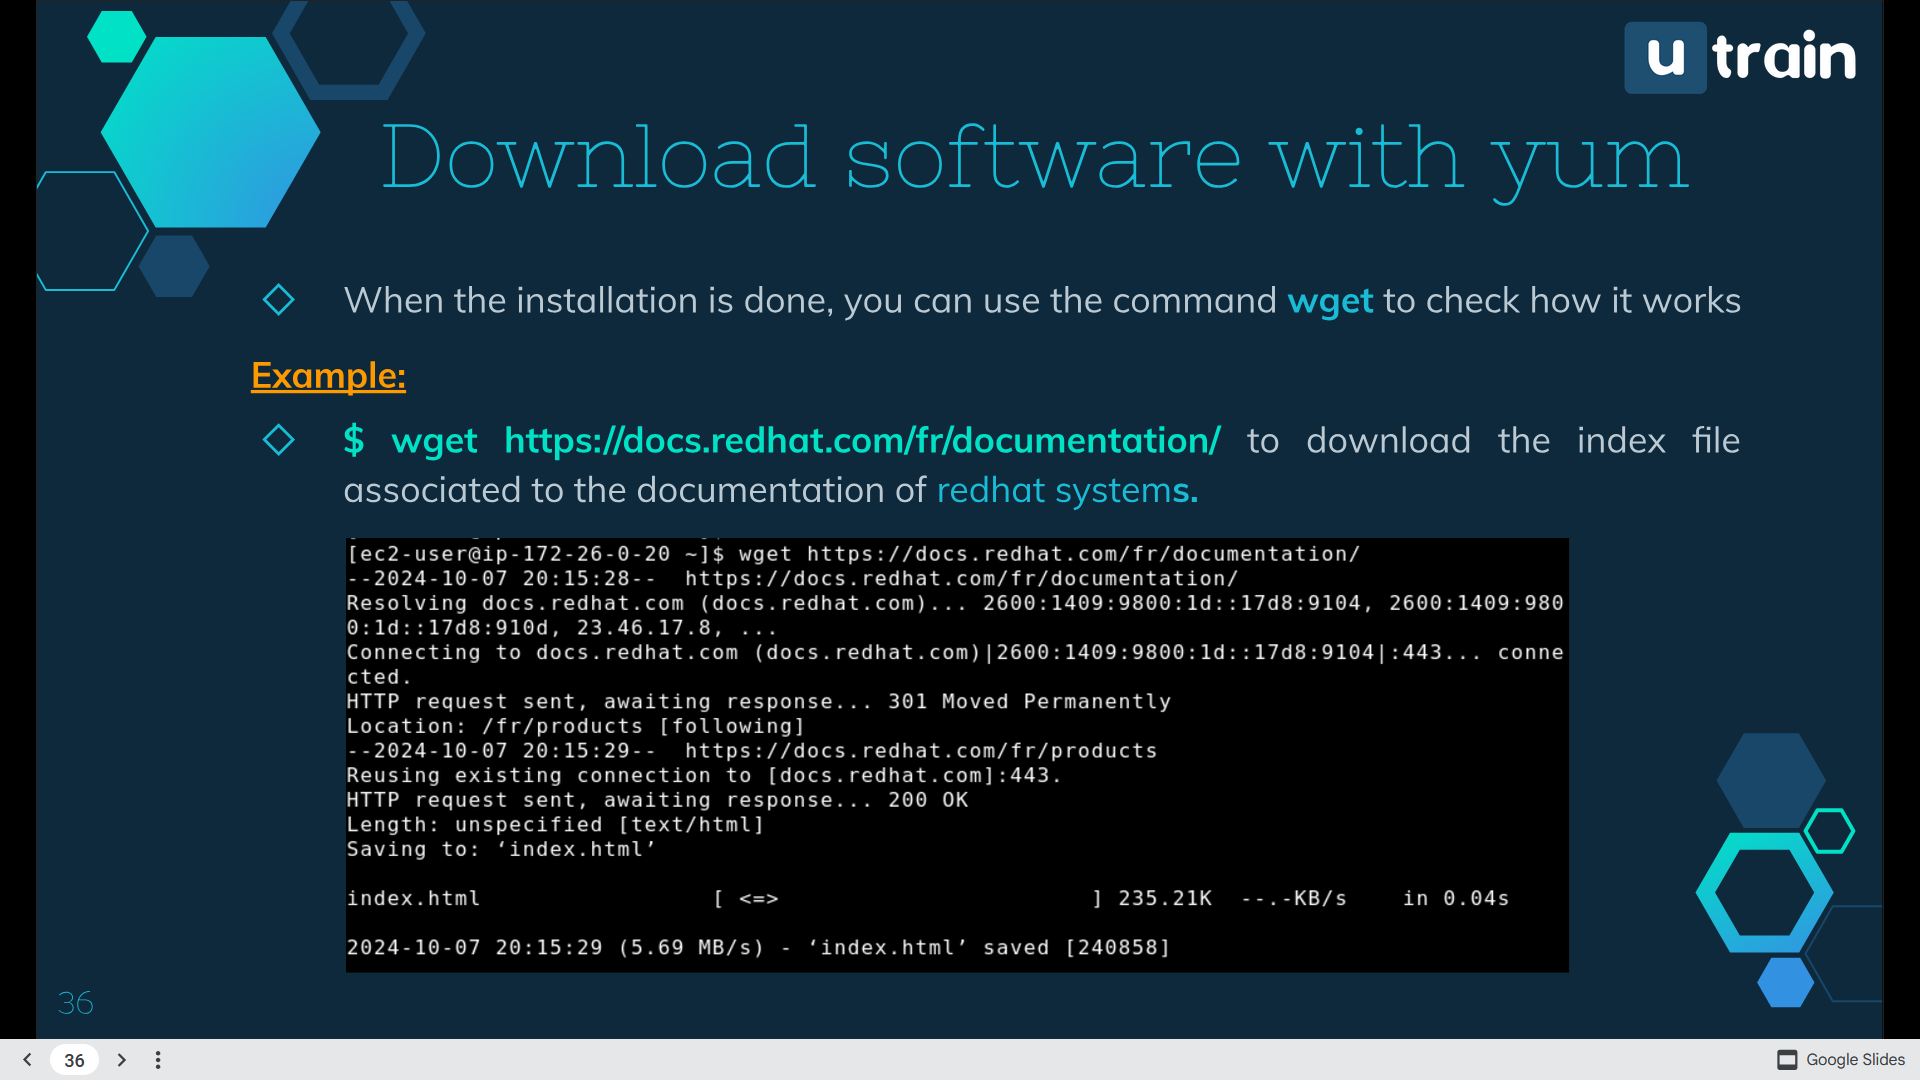 u train
Download software with yum
When the installation is done, you can use the command wget to check how it works
Example:
$ wget https://docs.redhat.com/fr/documentation/ to download the index file
associated to the documentation of redhat systems.
[ec2-user@ip-172-26-0-20 ~]$ wget https://docs.redhat.com/fr/documentation/
--2024-10-07 20:15:28--  https://docs.redhat.com/fr/documentation/
Resolving docs.redhat.com (docs.redhat.com)... 2600:1409:9800:1d::17d8:9104, 2600:1409:980
0:1d::17d8:910d, 23.46.17.8, ...
Connecting to docs.redhat.com (docs.redhat.com)|2600:1409:9800:1d::17d8:9104|:443... conne
cted.
HTTP request sent, awaiting response... 301 Moved Permanently
Location: /fr/products [following]
--2024-10-07 20:15:29--  https://docs.redhat.com/fr/products
Reusing existing connection to [docs.redhat.com]:443.
HTTP request sent, awaiting response... 200 OK
Length: unspecified [text/html]
Saving to: ‘index.html’
index.html                 [ <=>                       ] 235.21K  --.-KB/s    in 0.04s
2024-10-07 20:15:29 (5.69 MB/s) - ‘index.html’ saved [240858]
36
36
Google Slides